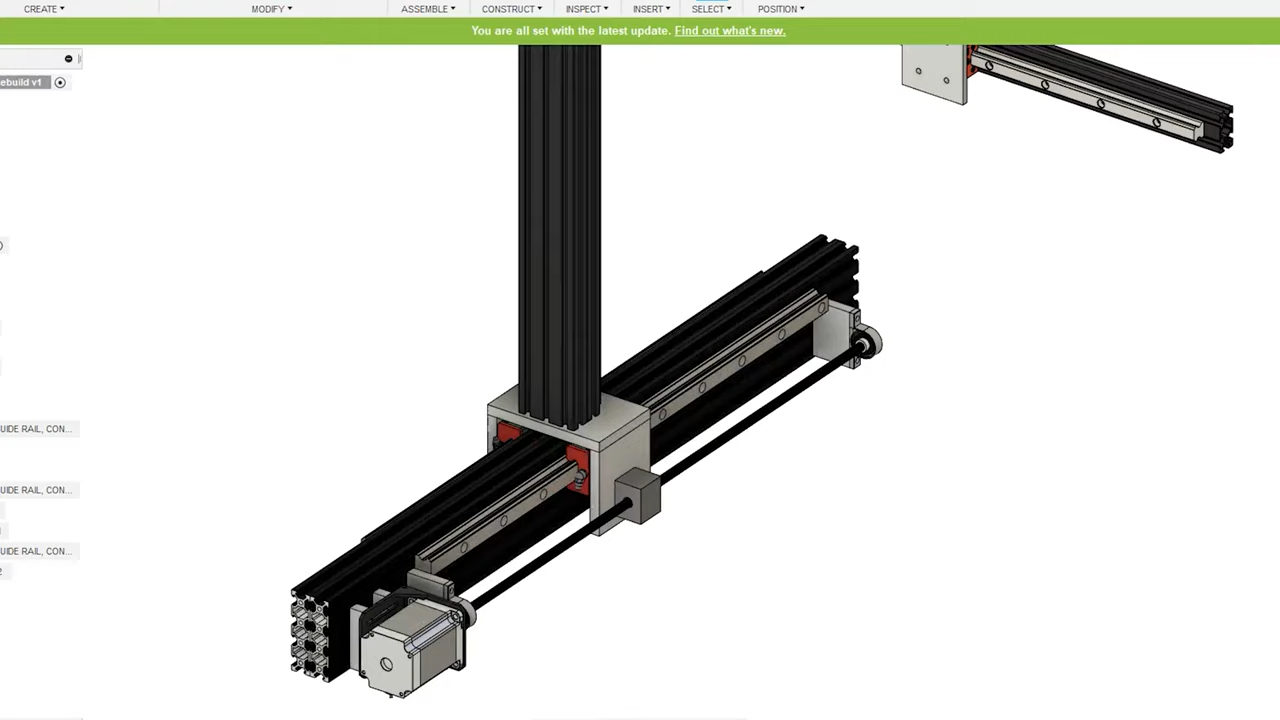 CREATE MODIFY ASSEMBLE CONSTRUCT INSPECT INSERT SELECT POSITION
You are all set with the latest update. Find out what's new.
ebuild v1
UIDE RAIL, CON...
UIDE RAIL, CON...
UIDE RAIL, CON...